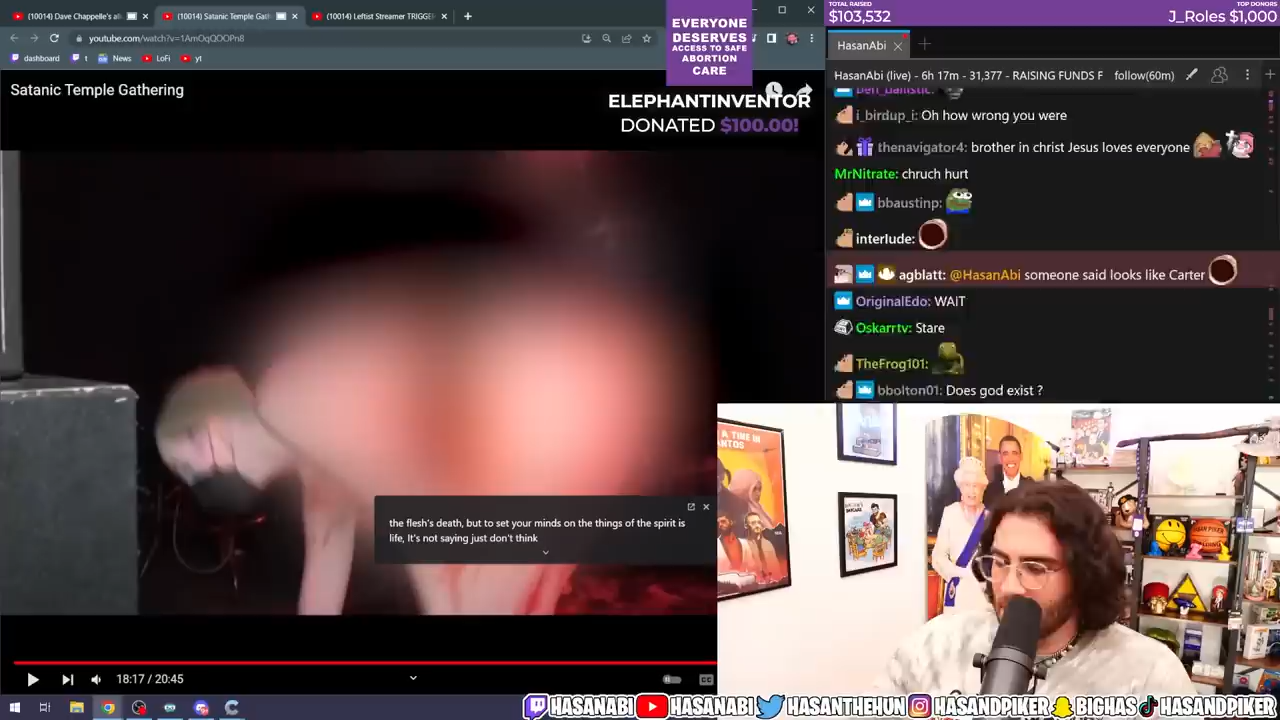 (10014) Dave Chappelle's all
(10014) Satanic Temple Gath
(10014) Leftist Streamer TRIGGER
youtube.com/watch?v=1AmOqQDOPn8
dashboard
t
News
LoFi
yt
EVERYONE
DESERVES
ACCESS TO SAFE
ABORTION
CARE
Satanic Temple Gathering
ELEPHANTINVENTOR
DONATED $100.00!
the flesh's death, but to set your minds on the things of the spirit is
life, It's not saying just don't think
18:17 / 20:45
TOTAL RAISED
$103,532
TOP DONORS
J_Roles $1,000
HasanAbi
HasanAbi (live) - 6h 17m - 31,377 - RAISING FUNDS F
follow(60m)
i_birdup_i: Oh how wrong you were
thenavigator4: brother in christ Jesus loves everyone
MrNitrate: chruch hurt
bbaustinp:
interlude:
agblatt: @HasanAbi someone said looks like Carter
OriginalEdo: WAIT
Oskarrtv: Stare
TheFrog101:
bbolton01: Does god exist ?
HASANABI
HASANABI
HASANTHEHUN
HASANDPIKER
BIGHAS
HASANDPIKER